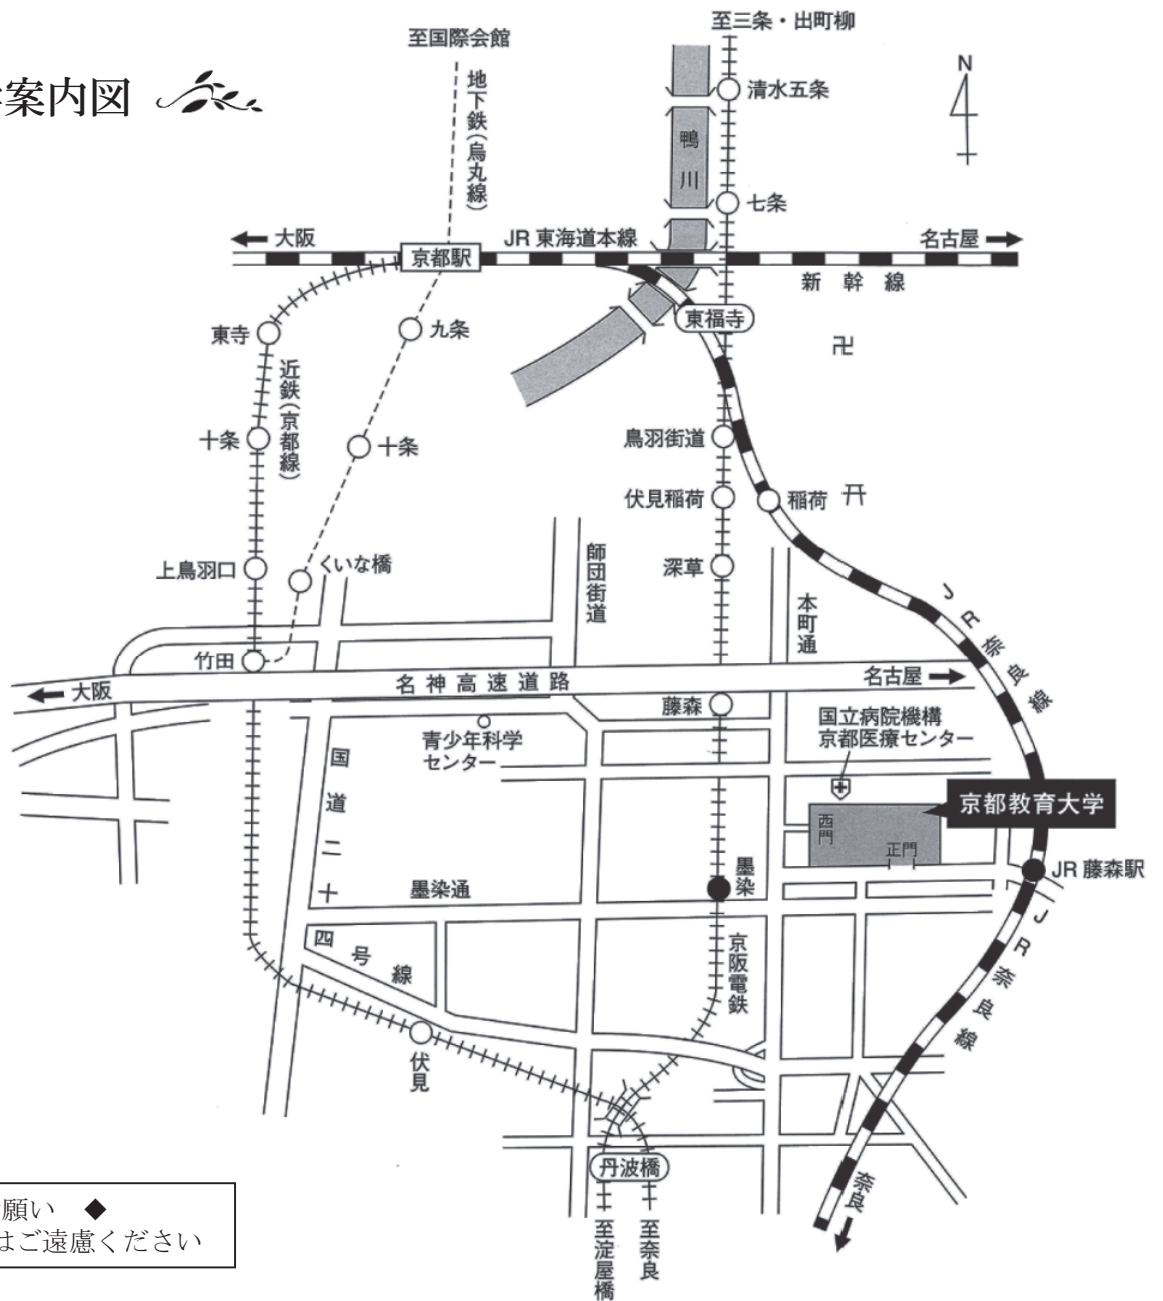 案内図
至国際会館
地下鉄(烏丸線)
至三条・出町柳
清水五条
鴨川
七条
N
大阪
京都駅
JR 東海道本線
名古屋
新幹線
東寺
九条
東福寺
近鉄(京都線)
十条
十条
鳥羽街道
伏見稲荷
稲荷
上鳥羽口
くいな橋
師団街道
深草
本町通
JR奈良線
竹田
大阪
名神高速道路
名古屋
藤森
青少年科学
センター
国立病院機構
京都医療センター
国道二十四号線
京都教育大学
西門
正門
墨染
JR 藤森駅
墨染通
京阪電鉄
JR奈良線
伏見
丹波橋
奈良
至淀屋橋
至奈良
願い ◆
はご遠慮ください